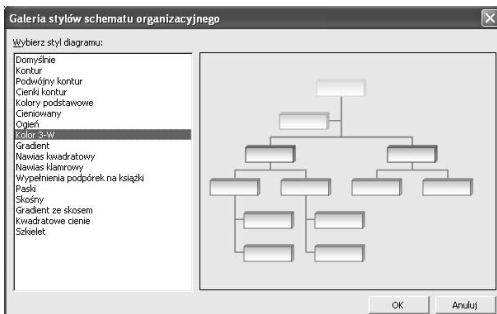 Galeria stylów schematu organizacyjnego
Wybierz styl diagramu:
Domyślnie
Kontur
Podwójny kontur
Cienki kontur
Kolory podstawowe
Cieniowany
Ogień
Kolor 3-W
Gradient
Nawias kwadratowy
Nawias klamrowy
Wypełnienia podpórek na książki
Paski
Skośny
Gradient ze skosem
Kwadratowe cienie
Szkielet
OK
Anuluj